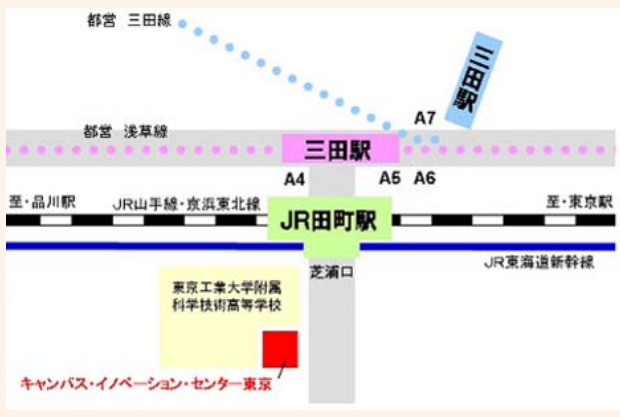 都営 三田線
三田駅
A7
都営 浅草線
三田駅
A4
A5
A6
至・品川駅
JR山手線・京浜東北線
至・東京駅
JR田町駅
JR東海道新幹線
芝浦口
東京工業大学附属
科学技術高等学校
キャンパス・イノベーション・センター東京